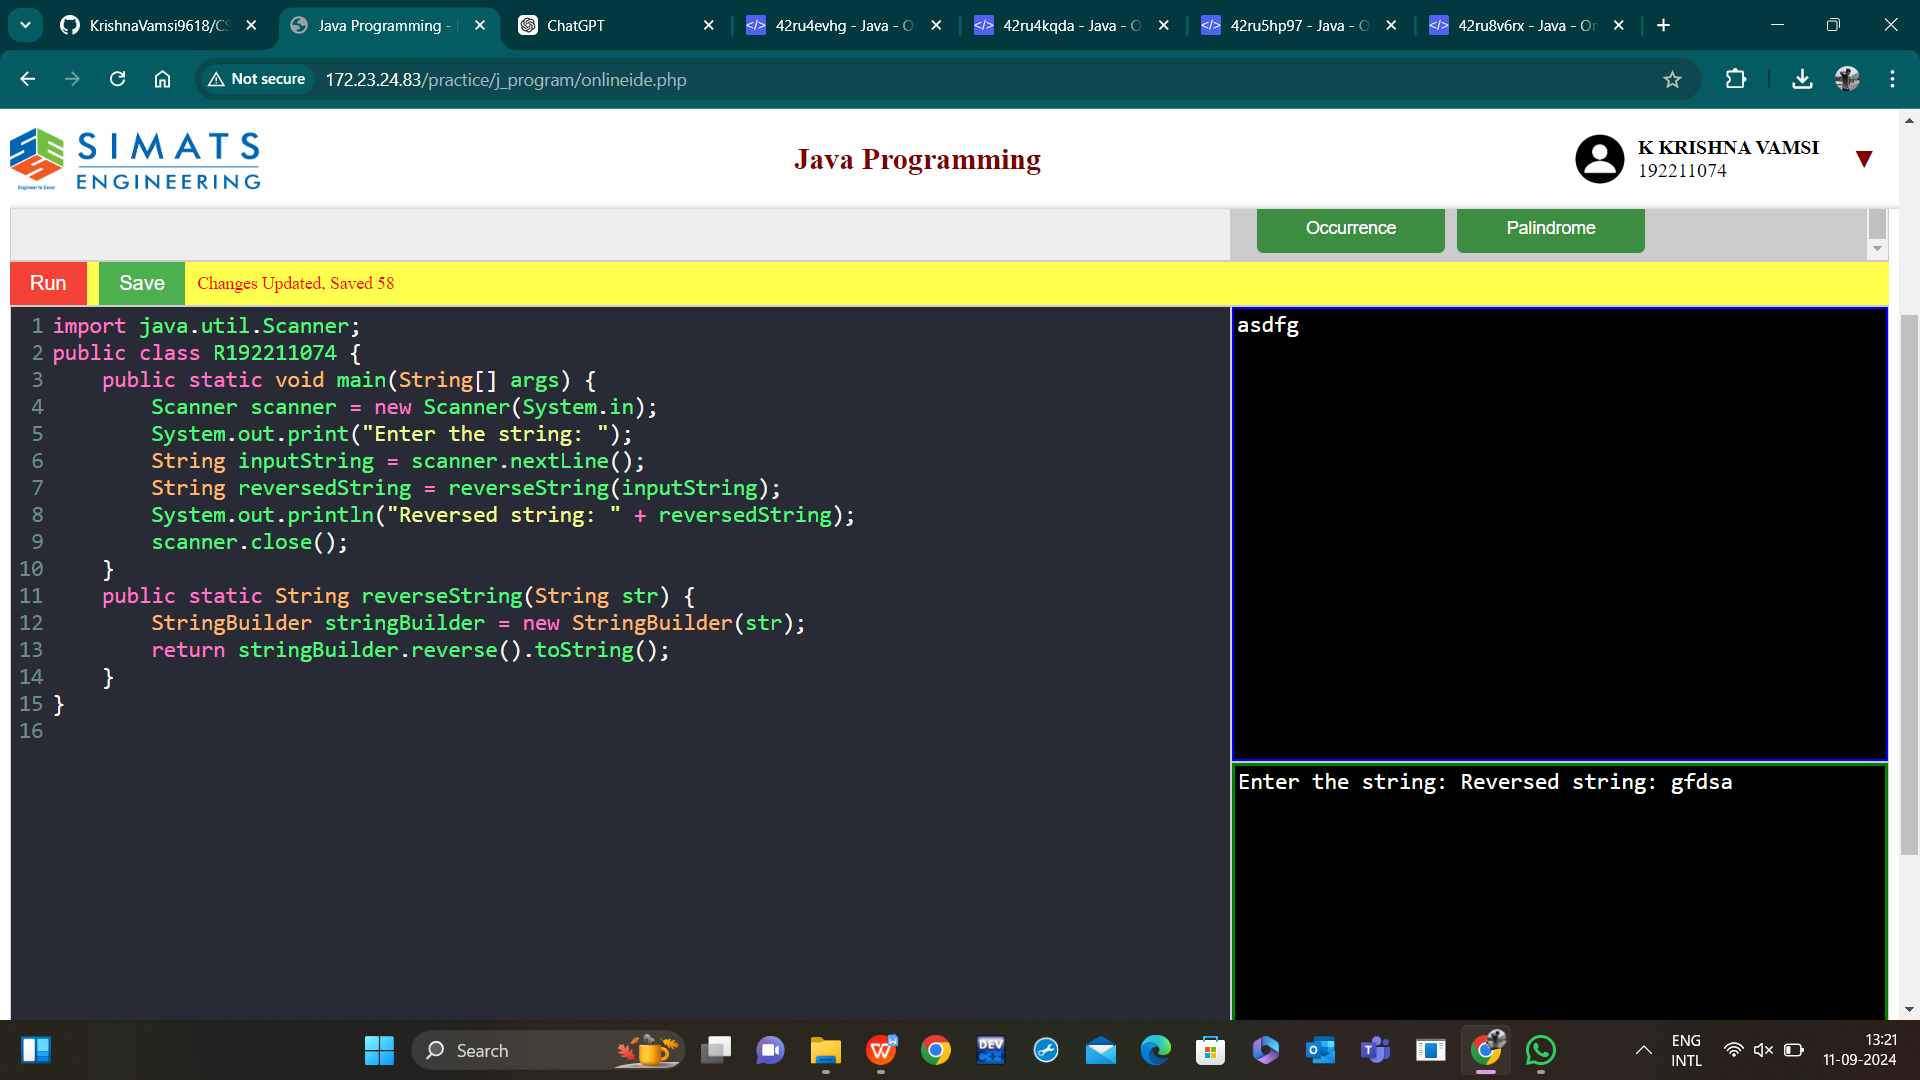 KrishnaVamsi9618/CS
Java Programming -
ChatGPT
42ru4evhg - Java - O
42ru4kqda - Java - O
42ru5hp97 - Java - O
42ru8v6rx - Java - On
Not secure
172.23.24.83/practice/j_program/onlineide.php
SIMATS
ENGINEERING
Engineer to Excel
Java Programming
K KRISHNA VAMSI
192211074
Occurrence
Palindrome
Run
Save
Changes Updated, Saved 58
1 import java.util.Scanner;
2 public class R192211074 {
3     public static void main(String[] args) {
4         Scanner scanner = new Scanner(System.in);
5         System.out.print("Enter the string: ");
6         String inputString = scanner.nextLine();
7         String reversedString = reverseString(inputString);
8         System.out.println("Reversed string: " + reversedString);
9         scanner.close();
10     }
11     public static String reverseString(String str) {
12         StringBuilder stringBuilder = new StringBuilder(str);
13         return stringBuilder.reverse().toString();
14     }
15 }
16
asdfg
Enter the string: Reversed string: gfdsa
Search
DEV
ENG
INTL
13:21
11-09-2024